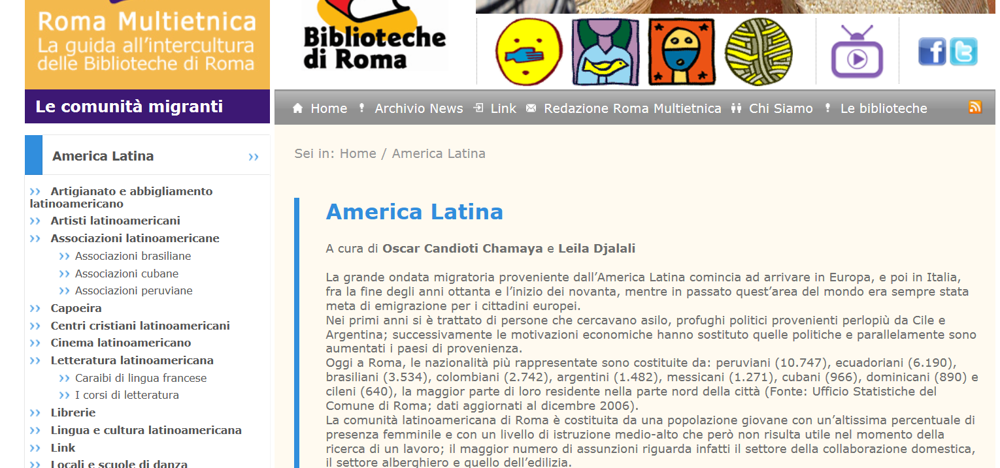 Roma Multietnica
La guida all'intercultura
delle Biblioteche di Roma
Biblioteche
di Roma
Le comunità migranti
Home
Archivio News
Link
Redazione Roma Multietnica
Chi Siamo
Le biblioteche
America Latina
Artigianato e abbigliamento
latinoamericano
Artisti latinoamericani
Associazioni latinoamericane
Associazioni brasiliane
Associazioni cubane
Associazioni peruviane
Capoeira
Centri cristiani latinoamericani
Cinema latinoamericano
Letteratura latinoamericana
Caraibi di lingua francese
I corsi di letteratura
Librerie
Lingua e cultura latinoamericana
Link
Locali e scuole di danza
Sei in: Home / America Latina
America Latina
A cura di Oscar Candioti Chamaya e Leila Djalali
La grande ondata migratoria proveniente dall’America Latina comincia ad arrivare in Europa, e poi in Italia,
fra la fine degli anni ottanta e l’inizio dei novanta, mentre in passato quest’area del mondo era sempre stata
meta di emigrazione per i cittadini europei.
Nei primi anni si è trattato di persone che cercavano asilo, profughi politici provenienti perlopiù da Cile e
Argentina; successivamente le motivazioni economiche hanno sostituto quelle politiche e parallelamente sono
aumentati i paesi di provenienza.
Oggi a Roma, le nazionalità più rappresentate sono costituite da: peruviani (10.747), ecuadoriani (6.190),
brasiliani (3.534), colombiani (2.742), argentini (1.482), messicani (1.271), cubani (966), dominicani (890) e
cileni (640), la maggior parte di loro residente nella parte nord della città (Fonte: Ufficio Statistiche del
Comune di Roma; dati aggiornati al dicembre 2006).
La comunità latinoamericana di Roma è costituita da una popolazione giovane con un’altissima percentuale di
presenza femminile e con un livello di istruzione medio-alto che però non risulta utile nel momento della
ricerca di un lavoro; il maggior numero di assunzioni riguarda infatti il settore della collaborazione domestica,
il settore alberghiero e quello dell’edilizia.